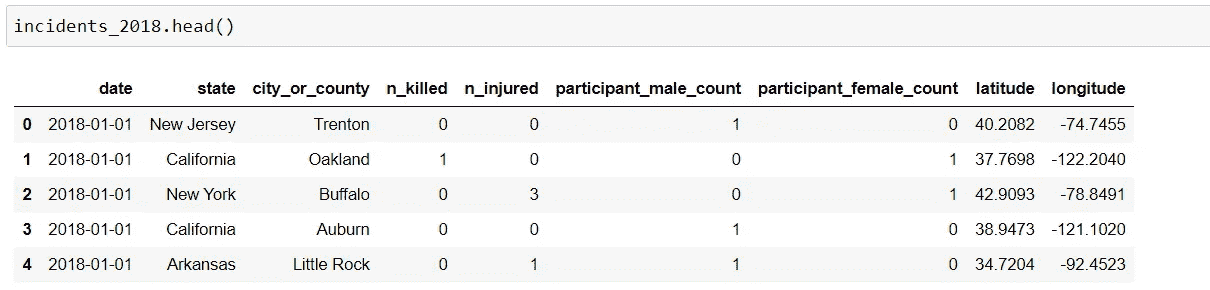 incidents_2018.head()
date state city_or_county n_killed n_injured participant_male_count participant_female_count latitude longitude
0 2018-01-01 New Jersey Trenton 0 0 1 0 40.2082 -74.7455
1 2018-01-01 California Oakland 1 0 0 1 37.7698 -122.2040
2 2018-01-01 New York Buffalo 0 3 0 1 42.9093 -78.8491
3 2018-01-01 California Auburn 0 0 1 0 38.9473 -121.1020
4 2018-01-01 Arkansas Little Rock 0 1 1 0 34.7204 -92.4523